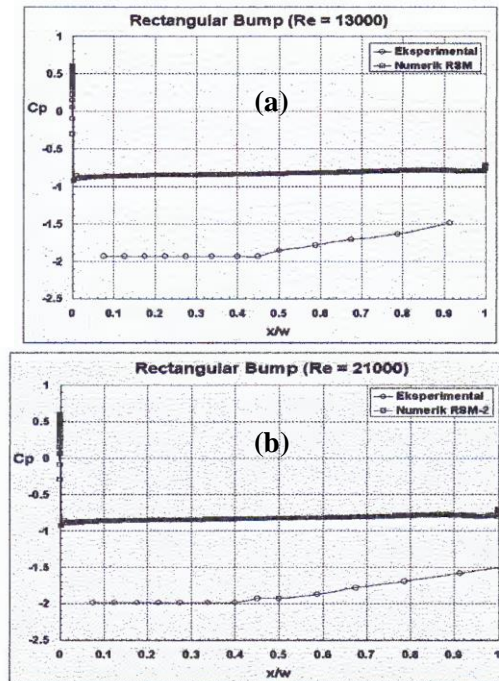 Rectangular Bump (Re = 13000)
1
Eksperimental
Numerik RSM
0.5
(a)
Cp 0
-0.5
-1
-1.5
-2
-2.5
0 0.1 0.2 0.3 0.4 0.5 0.6 0.7 0.8 0.9 1
x/w
Rectangular Bump (Re = 21000)
1
Eksperimental
Numerik RSM-2
0.5
(b)
Cp 0
-0.5
-1
-1.5
-2
-2.5
0 0.1 0.2 0.3 0.4 0.5 0.6 0.7 0.8 0.9 1
x/w